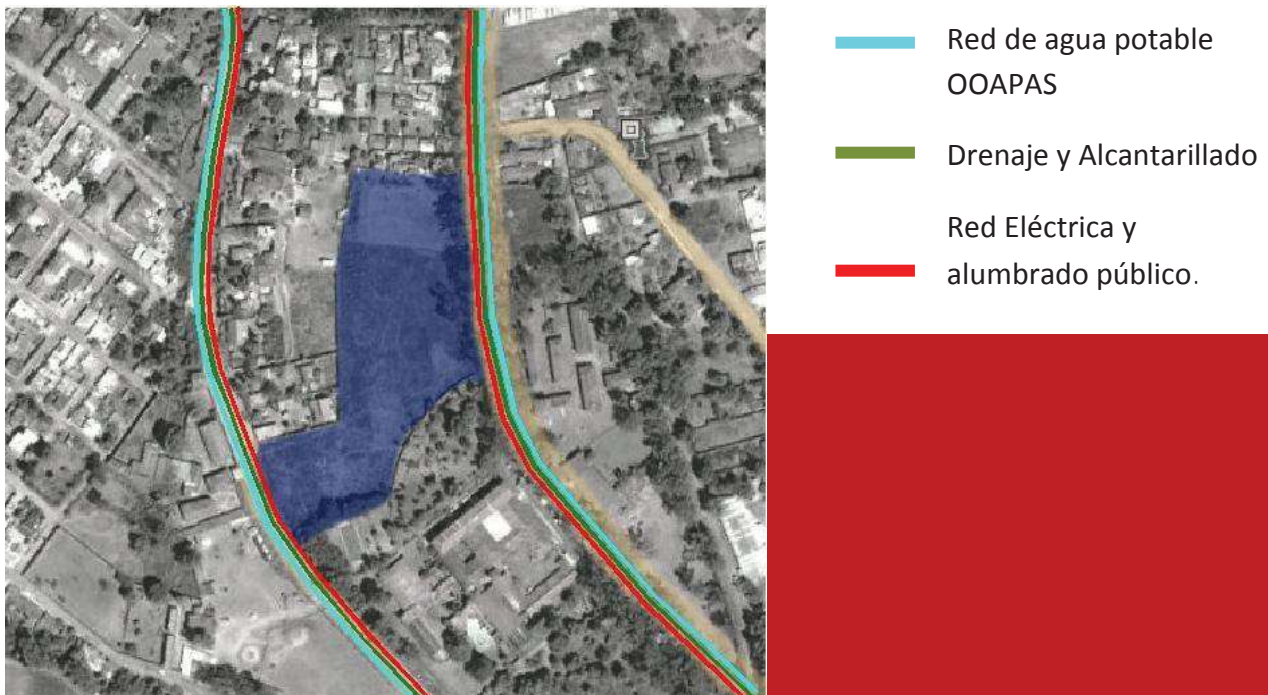 Red de agua potable
OOAPAS
Drenaje y Alcantarillado
Red Eléctrica y
alumbrado público.